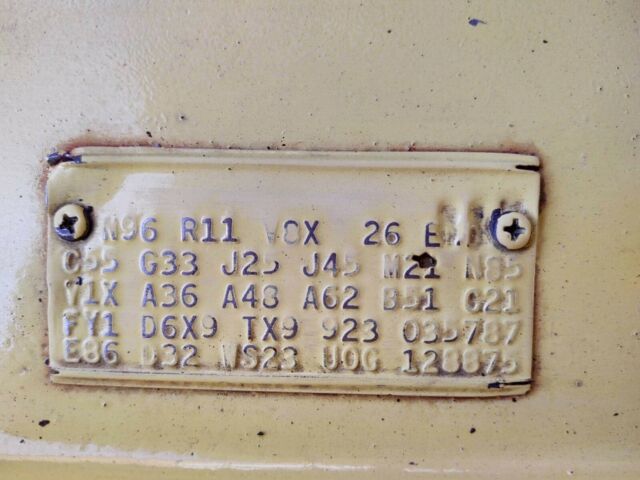 N96 R11 V8X 26 E
C55 G33 J25 J45 M21 N85
Y1X A36 A48 A62 B51 G21
FY1 D6X9 TX9 923 035787
E86 D32 WS23 U0G 128875